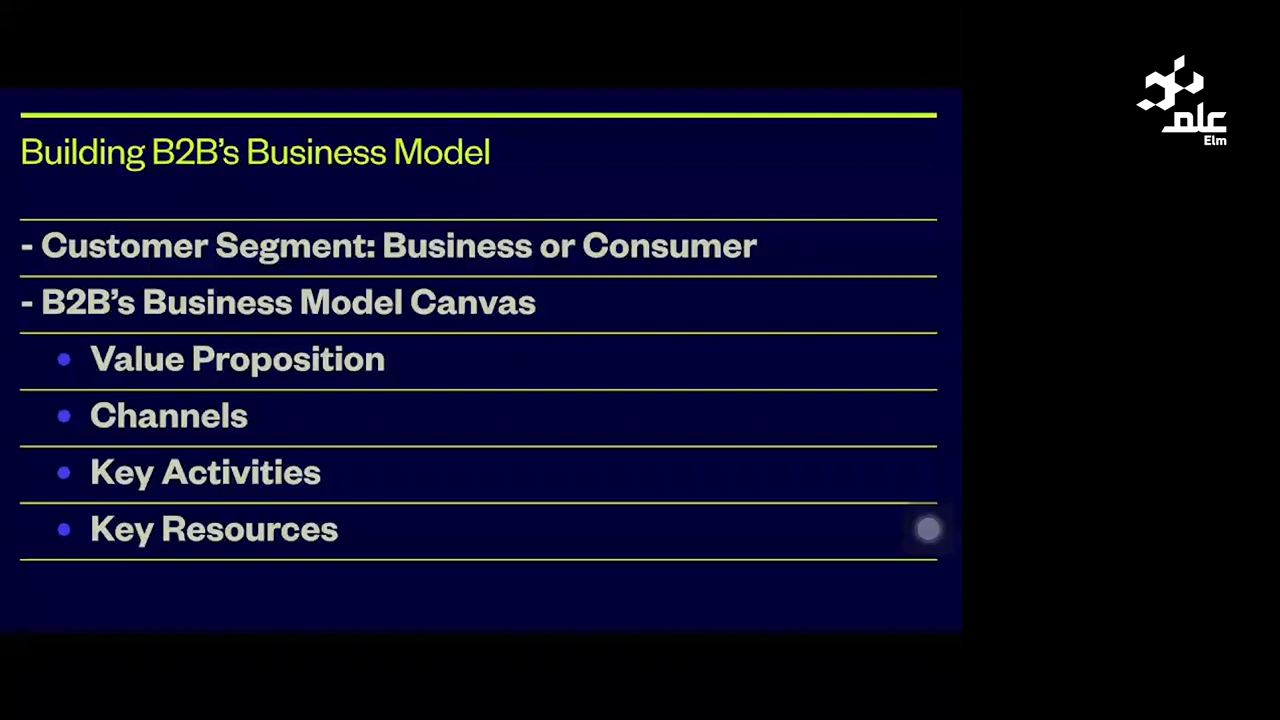 علم
Elm
Building B2B’s Business Model
- Customer Segment: Business or Consumer
- B2B’s Business Model Canvas
• Value Proposition
• Channels
• Key Activities
• Key Resources